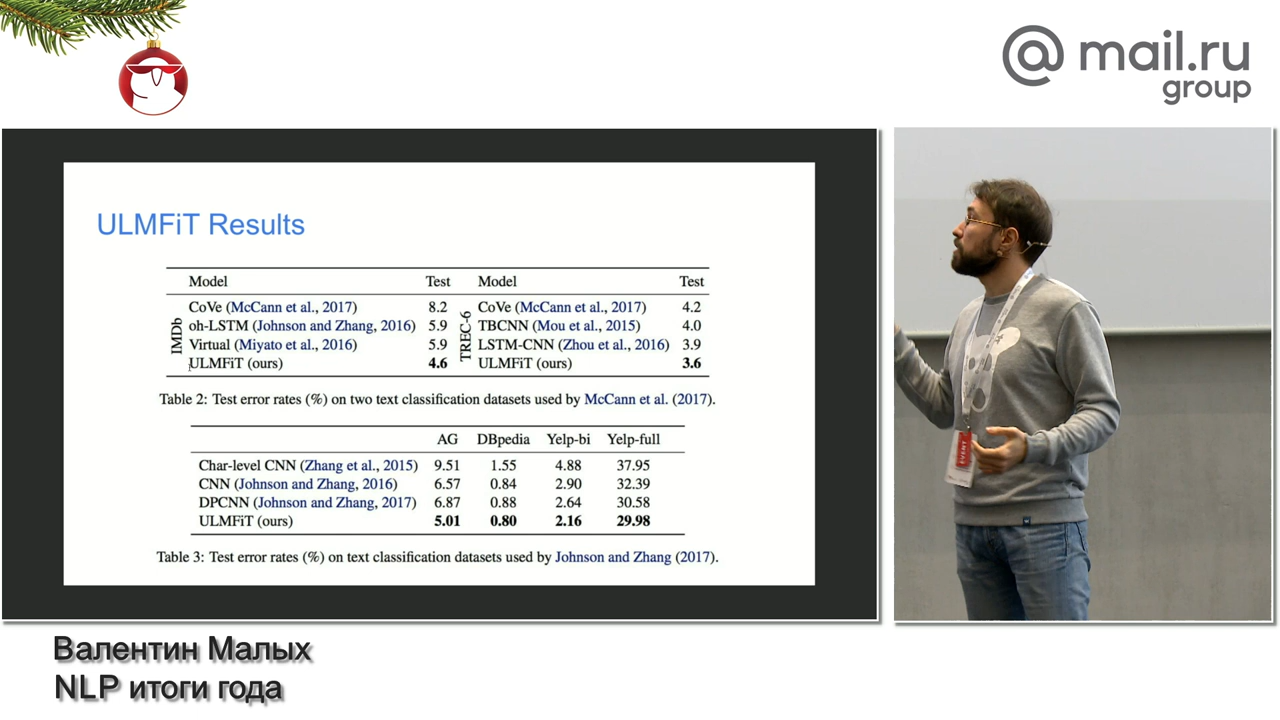 @ mail.ru
group
ULMFiT Results
Model Test Model Test
IMDb
CoVe (McCann et al., 2017) 8.2
oh-LSTM (Johnson and Zhang, 2016) 5.9
Virtual (Miyato et al., 2016) 5.9
ULMFiT (ours) 4.6
TREC-6
CoVe (McCann et al., 2017) 4.2
TBCNN (Mou et al., 2015) 4.0
LSTM-CNN (Zhou et al., 2016) 3.9
ULMFiT (ours) 3.6
Table 2: Test error rates (%) on two text classification datasets used by McCann et al. (2017).
AG DBpedia Yelp-bi Yelp-full
Char-level CNN (Zhang et al., 2015) 9.51 1.55 4.88 37.95
CNN (Johnson and Zhang, 2016) 6.57 0.84 2.90 32.39
DPCNN (Johnson and Zhang, 2017) 6.87 0.88 2.64 30.58
ULMFiT (ours) 5.01 0.80 2.16 29.98
Table 3: Test error rates (%) on text classification datasets used by Johnson and Zhang (2017).
EVENT
Валентин Малых
NLP итоги года